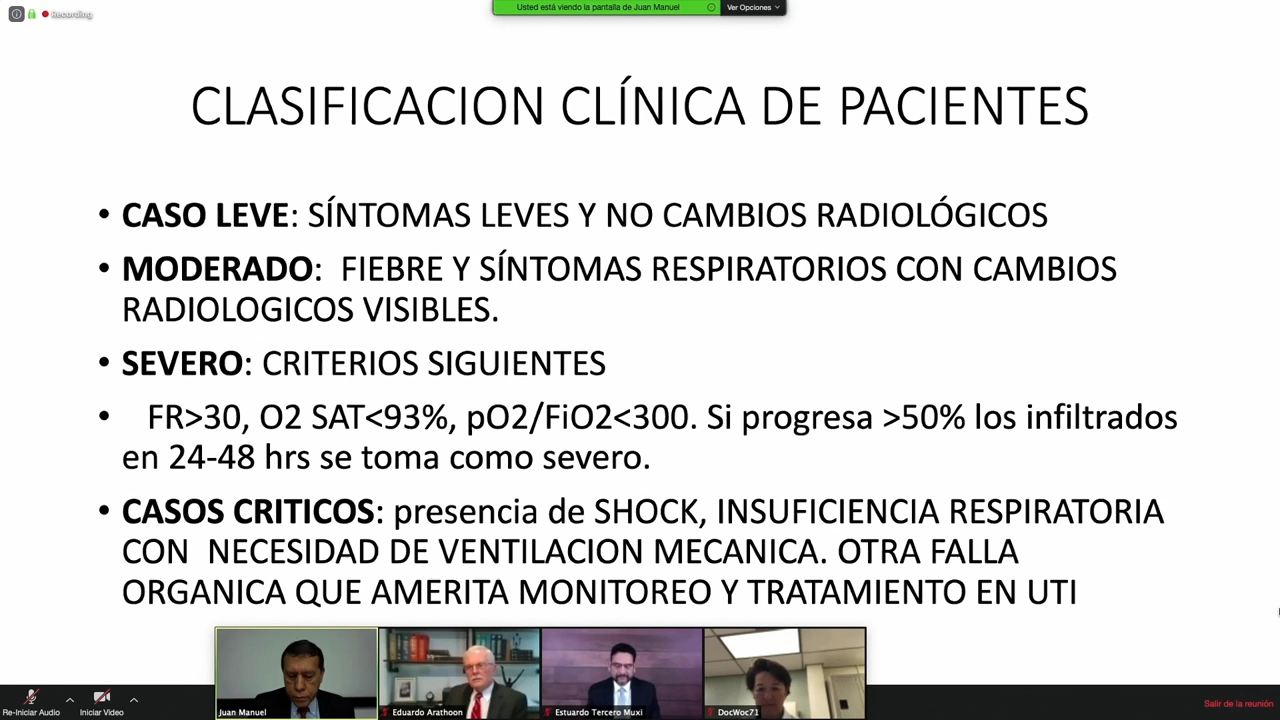 Recording
Usted está viendo la pantalla de Juan Manuel
Ver Opciones
CLASIFICACION CLÍNICA DE PACIENTES
• CASO LEVE: SÍNTOMAS LEVES Y NO CAMBIOS RADIOLÓGICOS
• MODERADO: FIEBRE Y SÍNTOMAS RESPIRATORIOS CON CAMBIOS
RADIOLOGICOS VISIBLES.
• SEVERO: CRITERIOS SIGUIENTES
• FR>30, O2 SAT<93%, pO2/FiO2<300. Si progresa >50% los infiltrados
en 24-48 hrs se toma como severo.
• CASOS CRITICOS: presencia de SHOCK, INSUFICIENCIA RESPIRATORIA
CON NECESIDAD DE VENTILACION MECANICA. OTRA FALLA
ORGANICA QUE AMERITA MONITOREO Y TRATAMIENTO EN UTI
Juan Manuel
Eduardo Arathoon
Estuardo Tercero Muxi
DocWoc71
Re-Iniciar Audio
Iniciar Video
Salir de la reunión